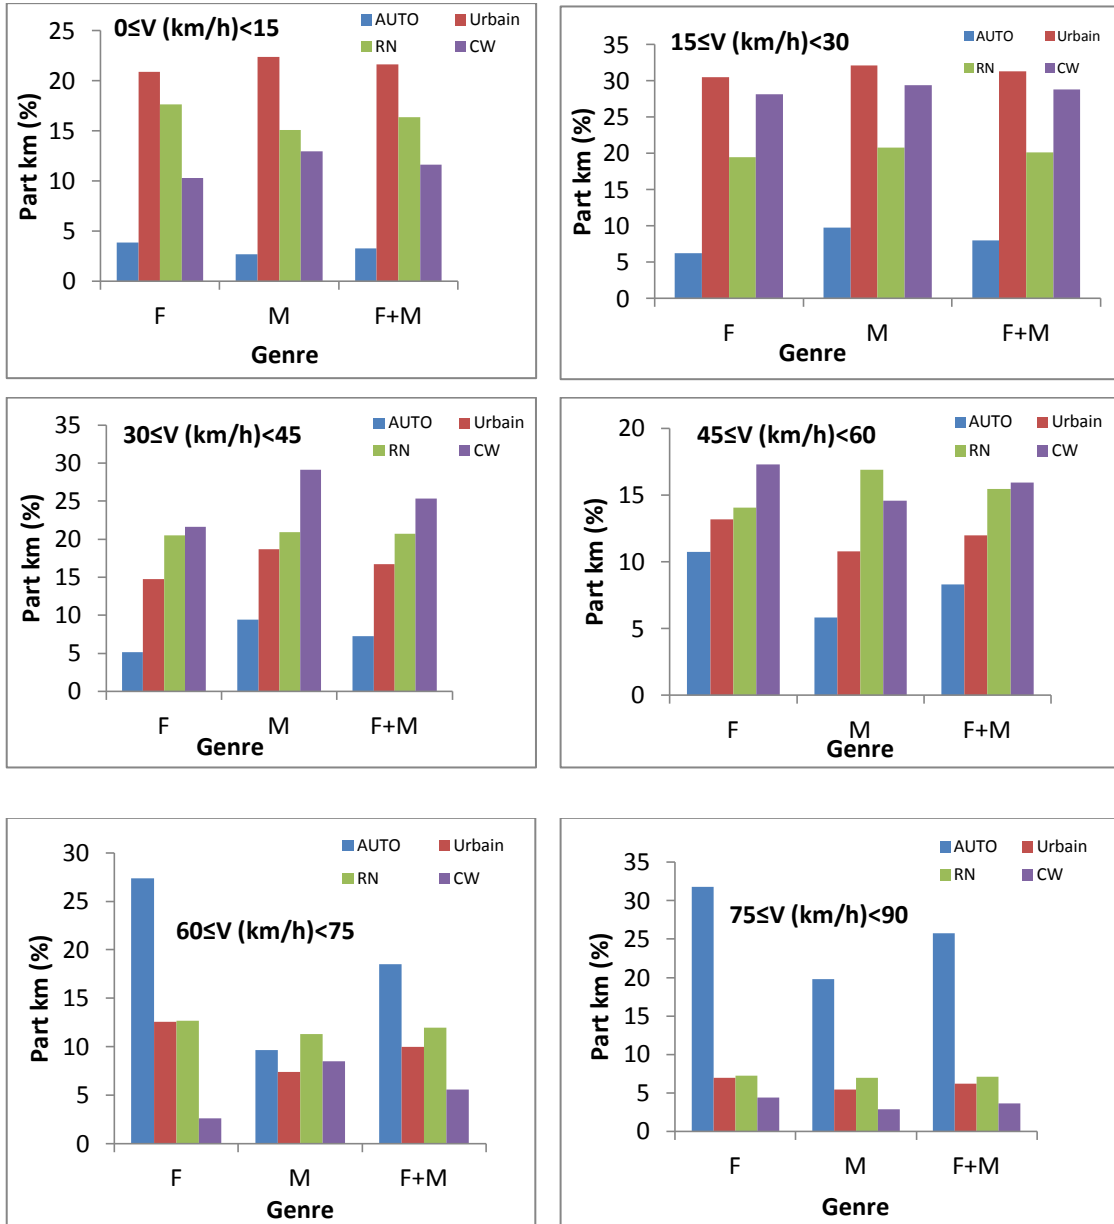 0≤V (km/h)<15
AUTO Urbain
RN CW
Part km (%)
25
20
15
10
5
0
F M F+M
Genre
15≤V (km/h)<30
AUTO Urbain
RN CW
Part km (%)
35
30
25
20
15
10
5
0
F M F+M
Genre
30≤V (km/h)<45
AUTO Urbain
RN CW
Part km (%)
35
30
25
20
15
10
5
0
F M F+M
Genre
45≤V (km/h)<60
AUTO Urbain
RN CW
Part km (%)
20
15
10
5
0
F M F+M
Genre
AUTO Urbain
RN CW
60≤V (km/h)<75
Part km (%)
30
25
20
15
10
5
0
F M F+M
Genre
AUTO Urbain
RN CW
75≤V (km/h)<90
Part km (%)
35
30
25
20
15
10
5
0
F M F+M
Genre